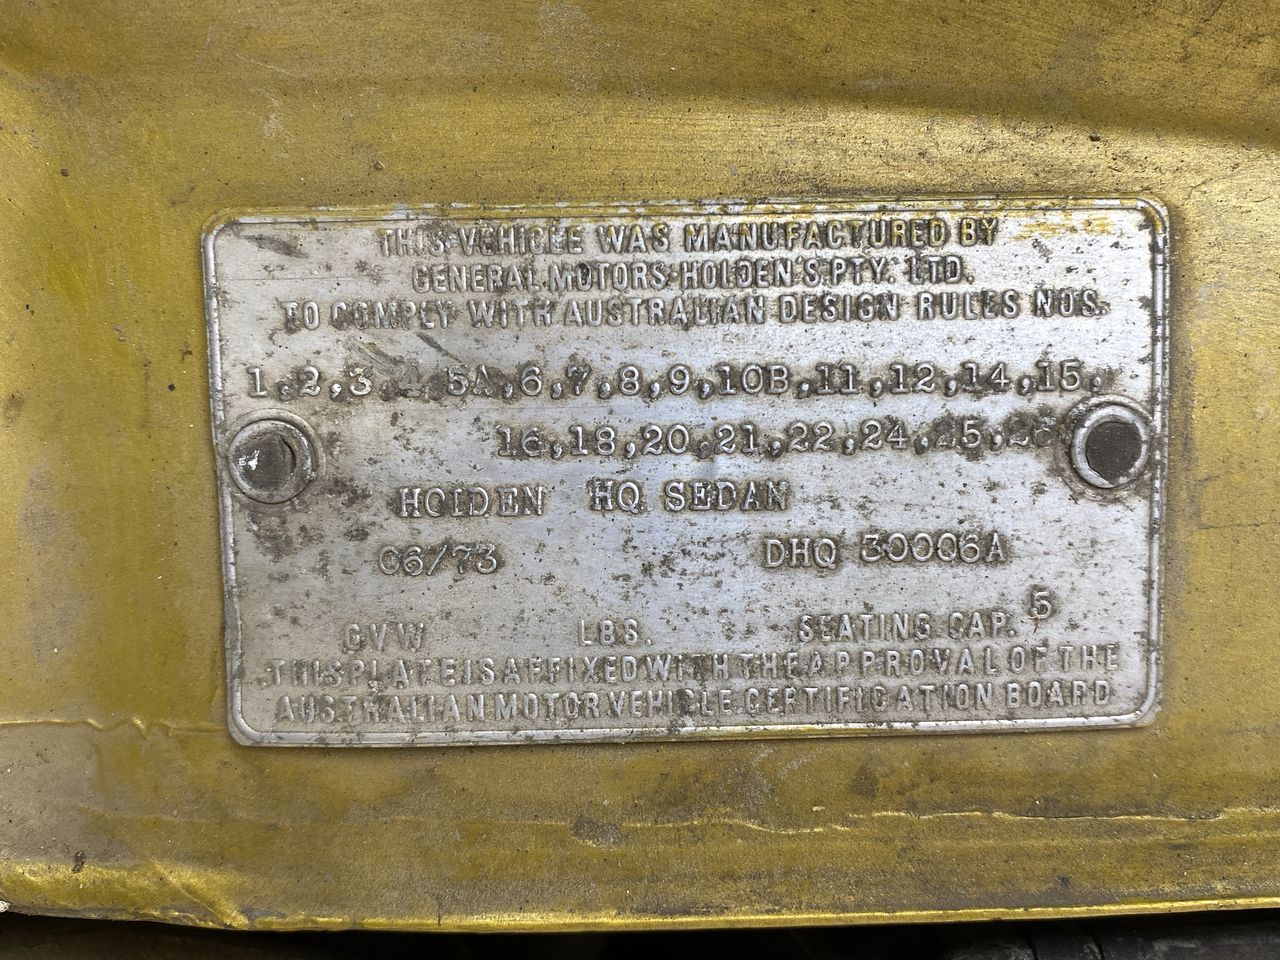 THIS VEHICLE WAS MANUFACTURED BY
GENERAL MOTORS-HOLDEN'S PTY. LTD.
TO COMPLY WITH AUSTRALIAN DESIGN RULES NOS.
1,2,3,4,5A,6,7,8,9,10B,11,12,14,15,
16,18,20,21,22,24,25,26
HOLDEN HQ SEDAN
06/73 DHQ 30006A
GVW LBS. SEATING CAP. 5
THIS PLATE IS AFFIXED WITH THE APPROVAL OF THE
AUSTRALIAN MOTOR VEHICLE CERTIFICATION BOARD